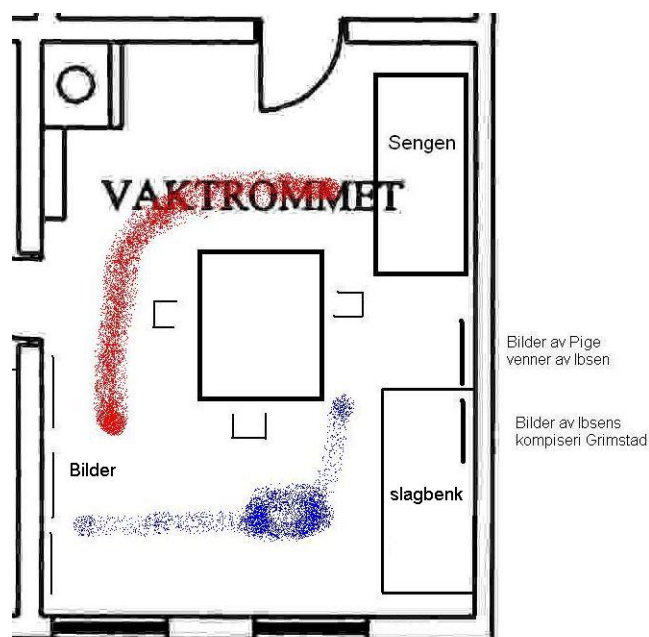 Sengen
VAKTROMMET
Bilder av Pige
venner av Ibsen
Bilder av Ibsens
kompiseri Grimstad
Bilder
slagbenk